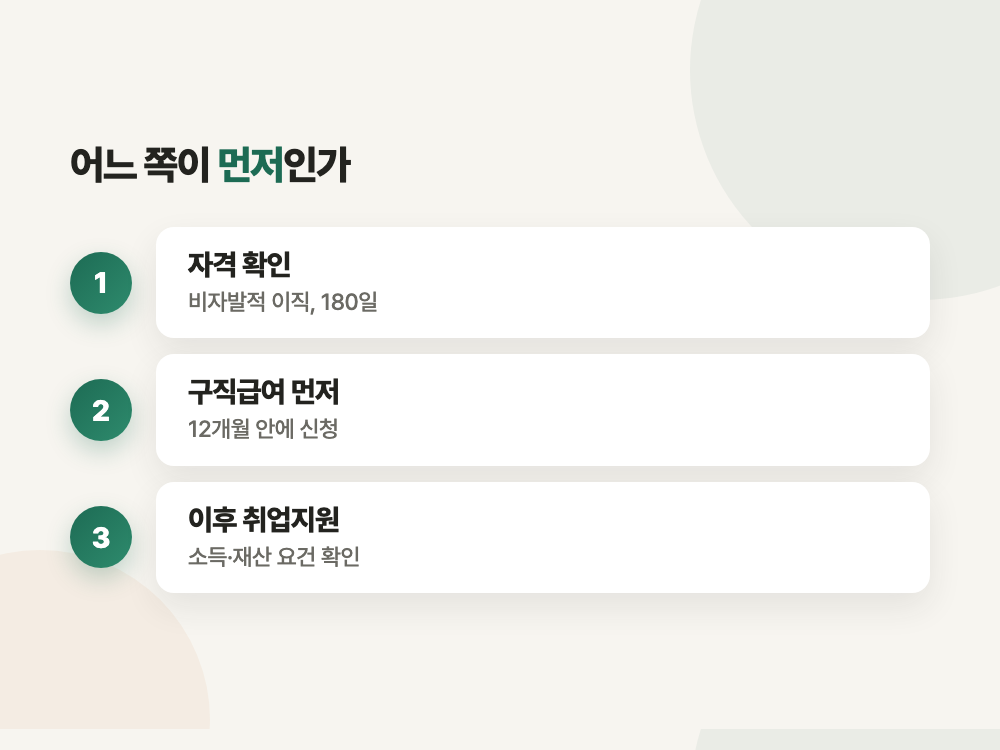 어느 쪽이 먼저인가
1
자격 확인
비자발적 이직, 180일
2
구직급여 먼저
12개월 안에 신청
3
이후 취업지원
소득·재산 요건 확인